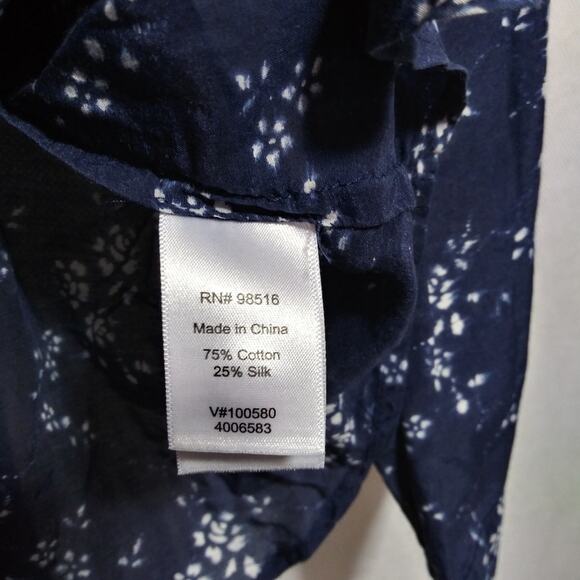 RN# 98516
Made in China
75% Cotton
25% Silk
V#100580
4006583